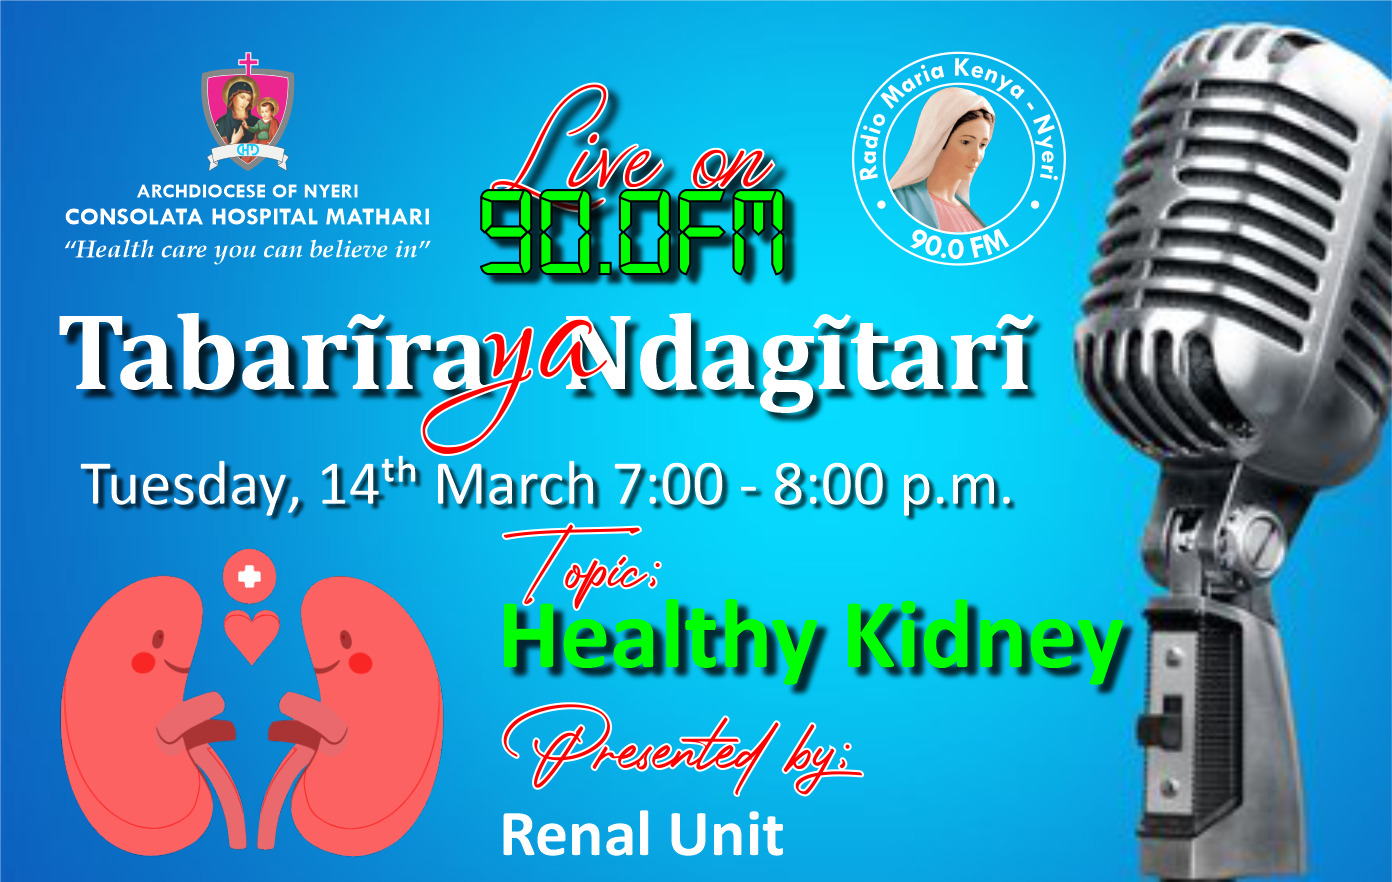 ARCHDIOCESE OF NYERI
CONSOLATA HOSPITAL MATHARI
“Health care you can believe in”
Live on
90.0FM
Radio Maria Kenya - Nyeri
90.0 FM
Tabarĩra ya Ndagĩtarĩ
Tuesday, 14th March 7:00 - 8:00 p.m.
Topic:
Healthy Kidney
Presented by:
Renal Unit